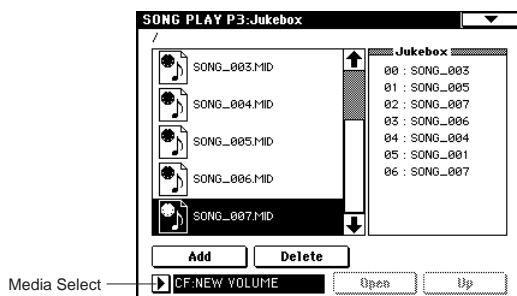 SONG PLAY P3:Jukebox
/
SONG_003.MID
SONG_004.MID
SONG_005.MID
SONG_006.MID
SONG_007.MID
Jukebox
00 : SONG_003
01 : SONG_005
02 : SONG_007
03 : SONG_006
04 : SONG_004
05 : SONG_001
06 : SONG_007
Add Delete
Media Select CF:NEW VOLUME Open Up